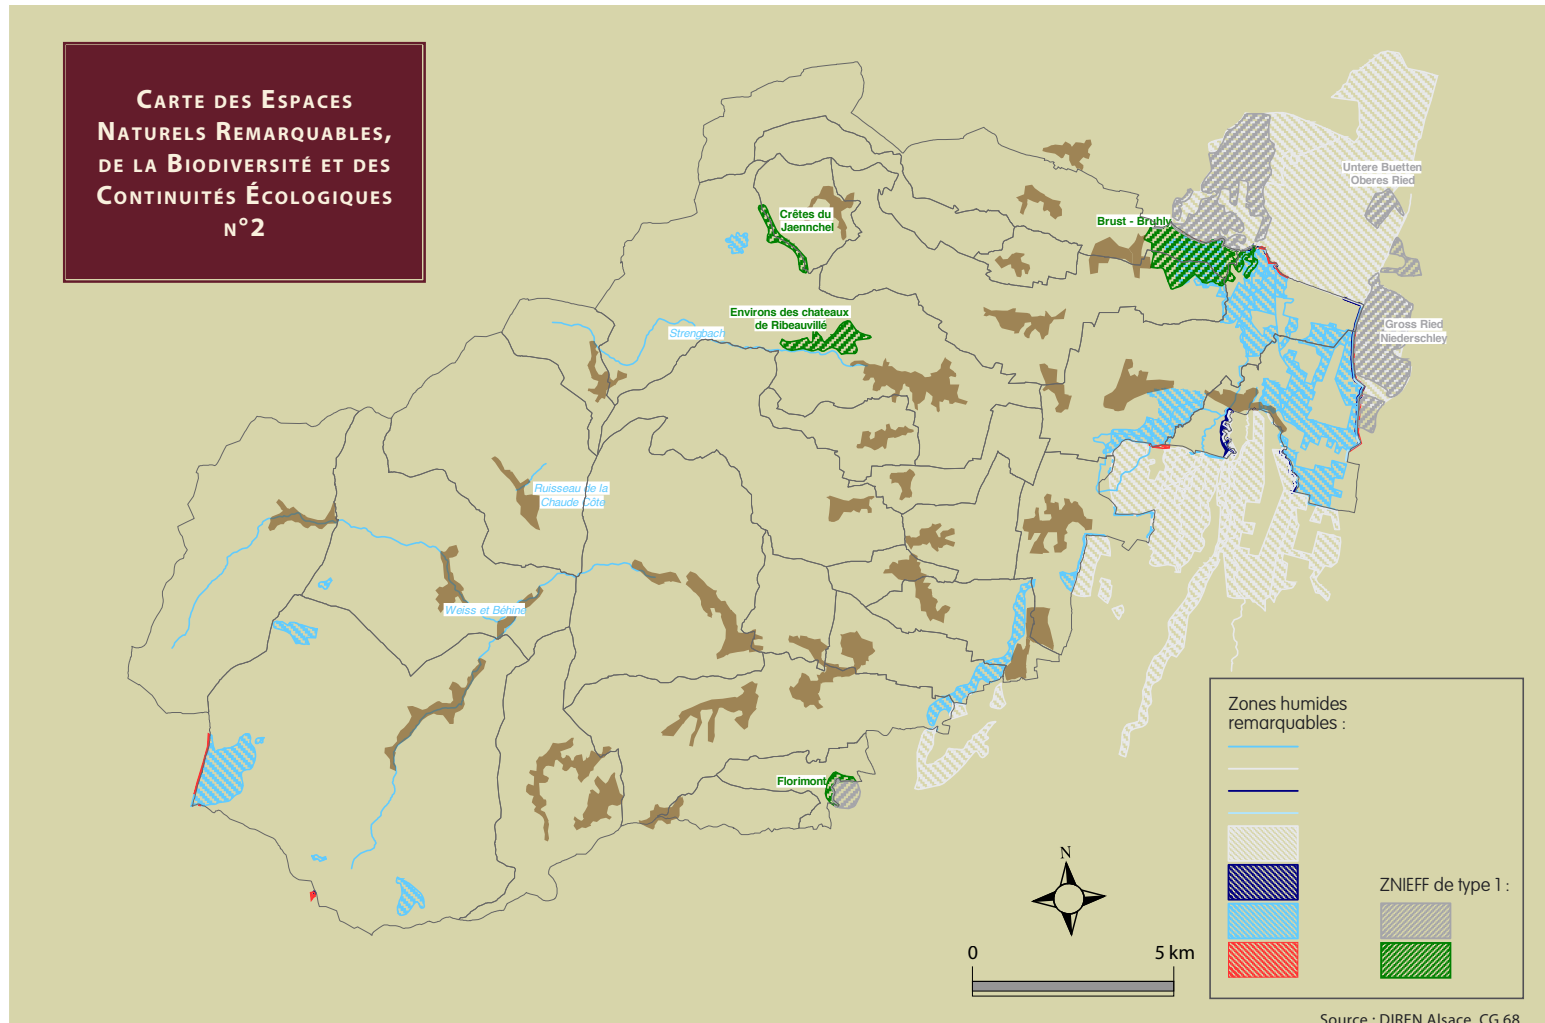 Carte des Espaces
Naturels Remarquables,
de la Biodiversité et des
Continuités Écologiques
n°2
Untere Buetten
Oberes Ried
Crêtes du
Jaennchel
Brust - Bruhly
Environs des chateaux
de Ribeauvillé
Strengbach
Gross Ried
Niederschley
Ruisseau de la
Chaude Côte
Weiss et Béhine
Florimont
Zones humides
remarquables :
ZNIEFF de type 1 :
N
0
5 km
Source : DIREN Alsace, CG 68